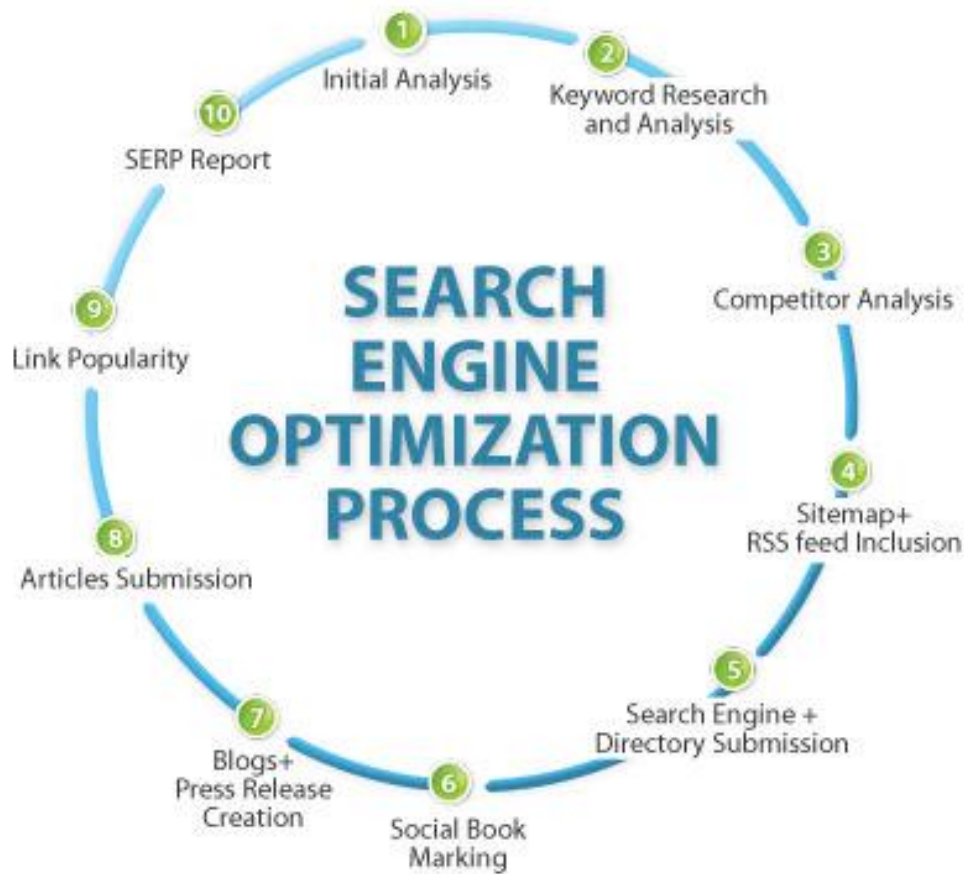 1
Initial Analysis
2
Keyword Research
and Analysis
3
Competitor Analysis
4
Sitemap+
RSS feed Inclusion
5
Search Engine +
Directory Submission
6
Social Book
Marking
7
Blogs+
Press Release
Creation
8
Articles Submission
9
Link Popularity
10
SERP Report
SEARCH
ENGINE
OPTIMIZATION
PROCESS